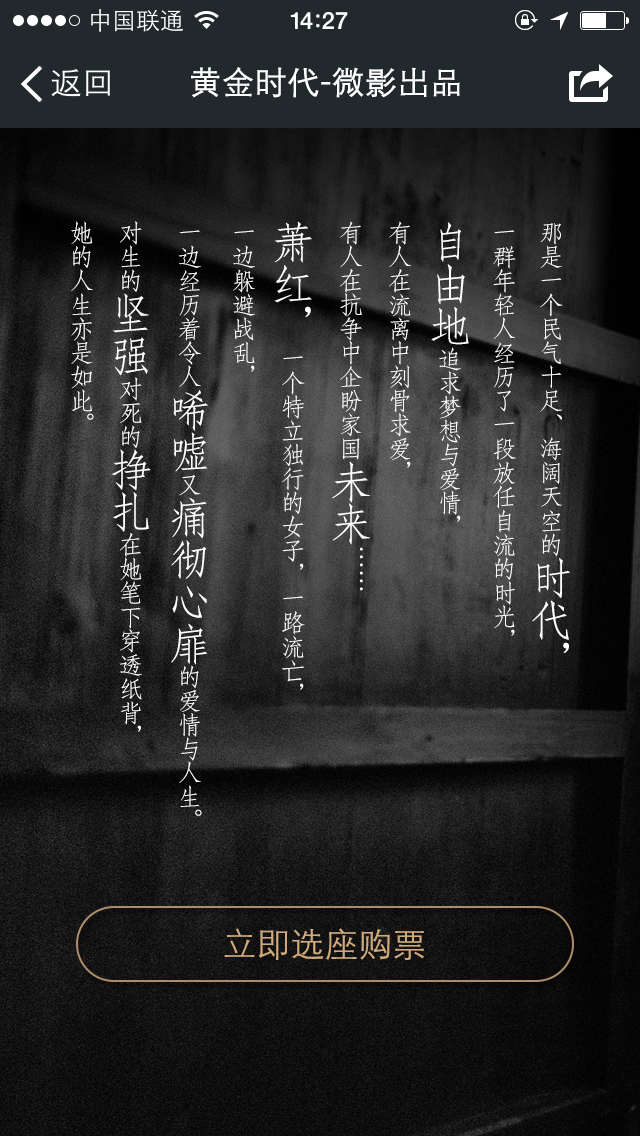 中国联通
14:27
返回
黄金时代-微影出品
那是一个民气十足、海阔天空的时代，
一群年轻人经历了一段放任自流的时光，
自由地追求梦想与爱情，
有人在流离中刻骨求爱，
有人在抗争中企盼家国未来……
萧红，一个特立独行的女子，一路流亡，
一边躲避战乱，
一边经历着令人唏嘘又痛彻心扉的爱情与人生。
对生的坚强对死的挣扎在她笔下穿透纸背，
她的人生亦是如此。
立即选座购票